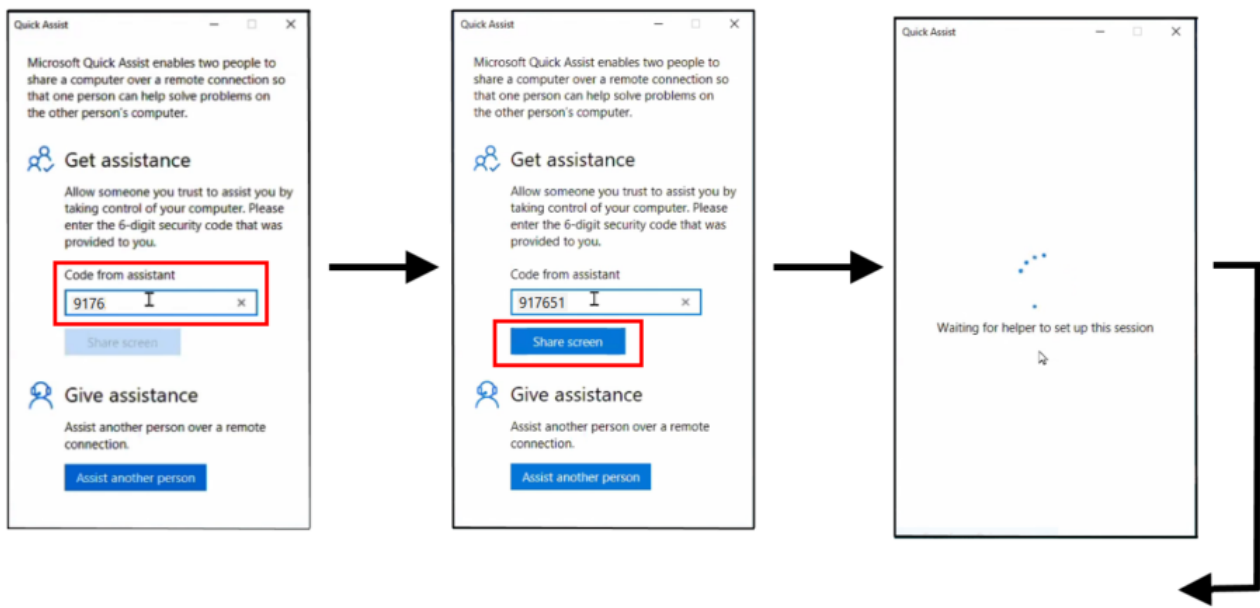 Quick Assist
Microsoft Quick Assist enables two people to
share a computer over a remote connection so
that one person can help solve problems on
the other person's computer.
Get assistance
Allow someone you trust to assist you by
taking control of your computer. Please
enter the 6-digit security code that was
provided to you.
Code from assistant
9176
Share screen
Give assistance
Assist another person over a remote
connection.
Assist another person
Quick Assist
Microsoft Quick Assist enables two people to
share a computer over a remote connection so
that one person can help solve problems on
the other person's computer.
Get assistance
Allow someone you trust to assist you by
taking control of your computer. Please
enter the 6-digit security code that was
provided to you.
Code from assistant
917651
Share screen
Give assistance
Assist another person over a remote
connection.
Assist another person
Quick Assist
Waiting for helper to set up this session